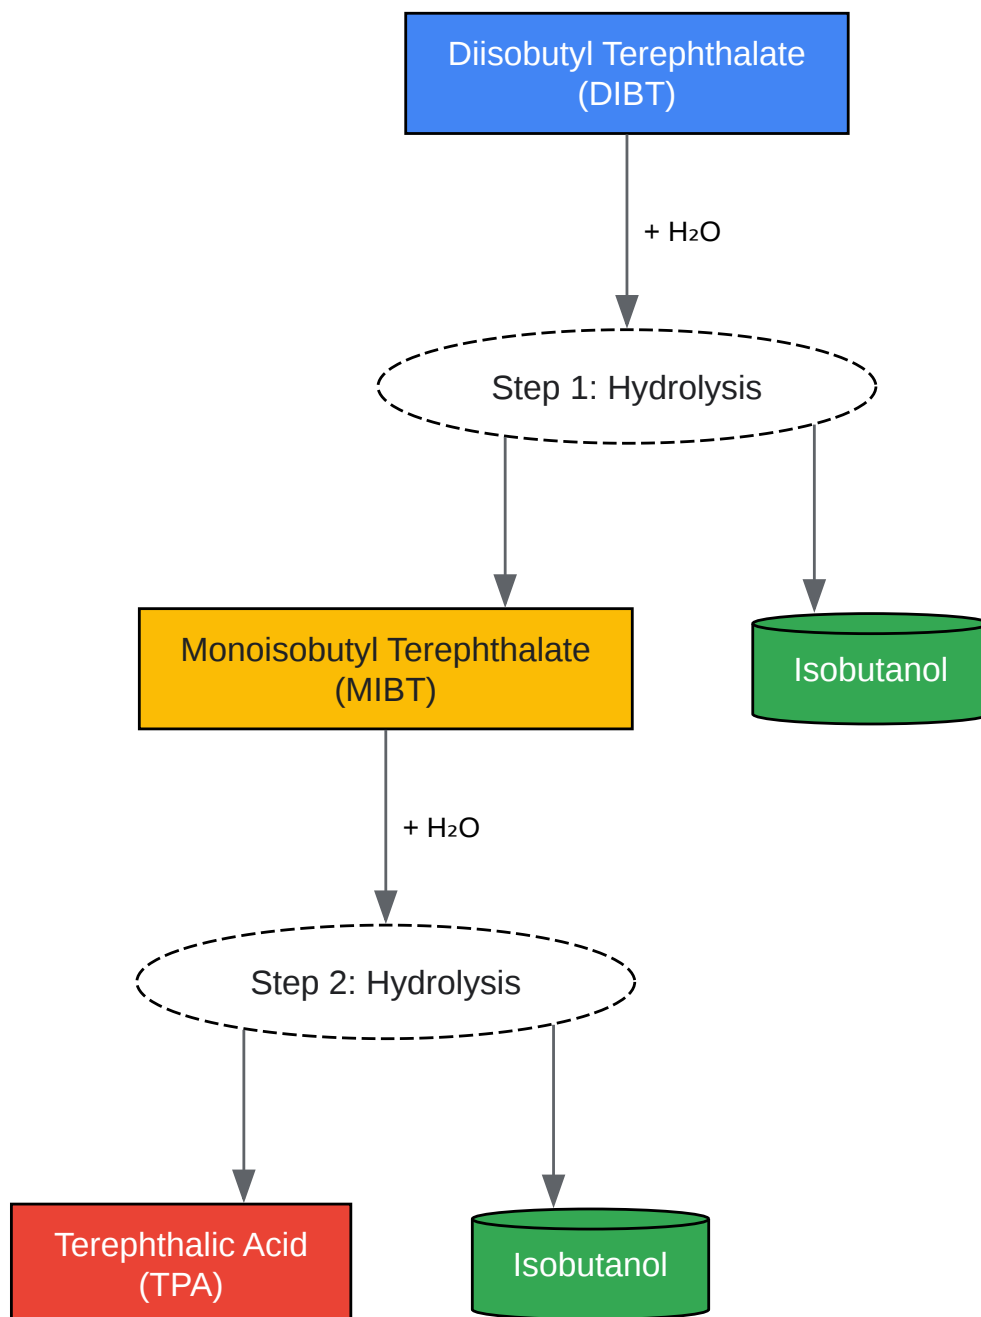 Diisobutyl Terephthalate
(DIBT)
+ H₂O
Step 1: Hydrolysis
Monoisobutyl Terephthalate
(MIBT)
Isobutanol
+ H₂O
Step 2: Hydrolysis
Terephthalic Acid
(TPA)
Isobutanol